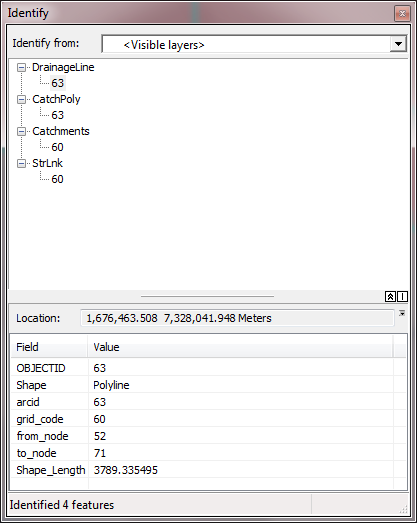 Identify
Identify from: <Visible layers>
DrainageLine
63
CatchPoly
63
Catchments
60
StrLnk
60
Location: 1,676,463.508 7,328,041.948 Meters
Field Value
OBJECTID 63
Shape Polyline
arcid 63
grid_code 60
from_node 52
to_node 71
Shape_Length 3789.335495
Identified 4 features